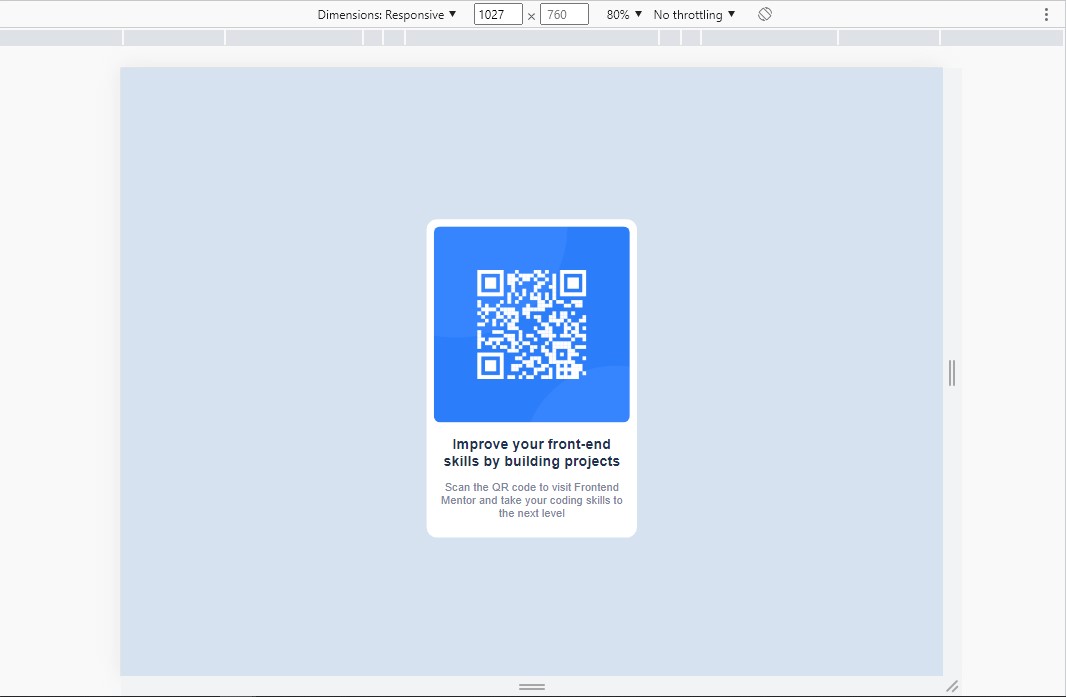 Dimensions: Responsive 1027 × 760 80% No throttling
Improve your front-end
skills by building projects
Scan the QR code to visit Frontend
Mentor and take your coding skills to
the next level